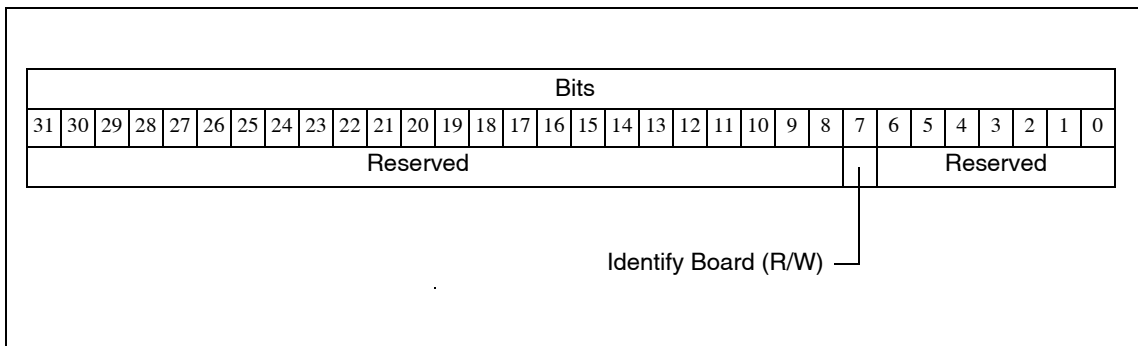 Bits
31 30 29 28 27 26 25 24 23 22 21 20 19 18 17 16 15 14 13 12 11 10 9 8 7 6 5 4 3 2 1 0
Reserved Reserved
Identify Board (R/W)